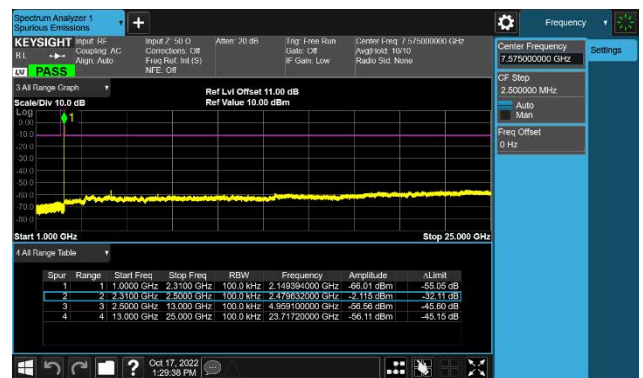 Spectrum Analyzer 1
Spurious Emissions
Frequency
KEYSIGHT
RL
PASS
Input: RF
Coupling: AC
Align: Auto
Input Z: 50 Ω
Corrections: Off
Freq Ref: Int (S)
NFE: Off
Atten: 20 dB
Trig: Free Run
Gate: Off
IF Gain: Low
Center Freq: 7.575000000 GHz
Avg|Hold: 10/10
Radio Std: None
Center Frequency
7.575000000 GHz
Settings
CF Step
2.500000 MHz
Auto
Man
Freq Offset
0 Hz
3 All Range Graph
Scale/Div 10.0 dB
Ref Lvl Offset 11.00 dB
Ref Value 10.00 dBm
Log
0.00
-10.0
-20.0
-30.0
-40.0
-50.0
-60.0
-70.0
-80.0
1
Start 1.000 GHz
Stop 25.000 GHz
4 All Range Table
Spur Range Start Freq Stop Freq RBW Frequency Amplitude ΔLimit
1 1 1.0000 GHz 2.3100 GHz 100.0 kHz 2.149394000 GHz -66.01 dBm -55.05 dB
2 2 2.3100 GHz 2.5000 GHz 100.0 kHz 2.479632000 GHz -2.115 dBm -32.11 dB
3 3 2.5000 GHz 13.000 GHz 100.0 kHz 4.959100000 GHz -56.56 dBm -45.60 dB
4 4 13.000 GHz 25.000 GHz 100.0 kHz 23.71720000 GHz -56.11 dBm -45.15 dB
?
Oct 17, 2022
1:29:38 PM